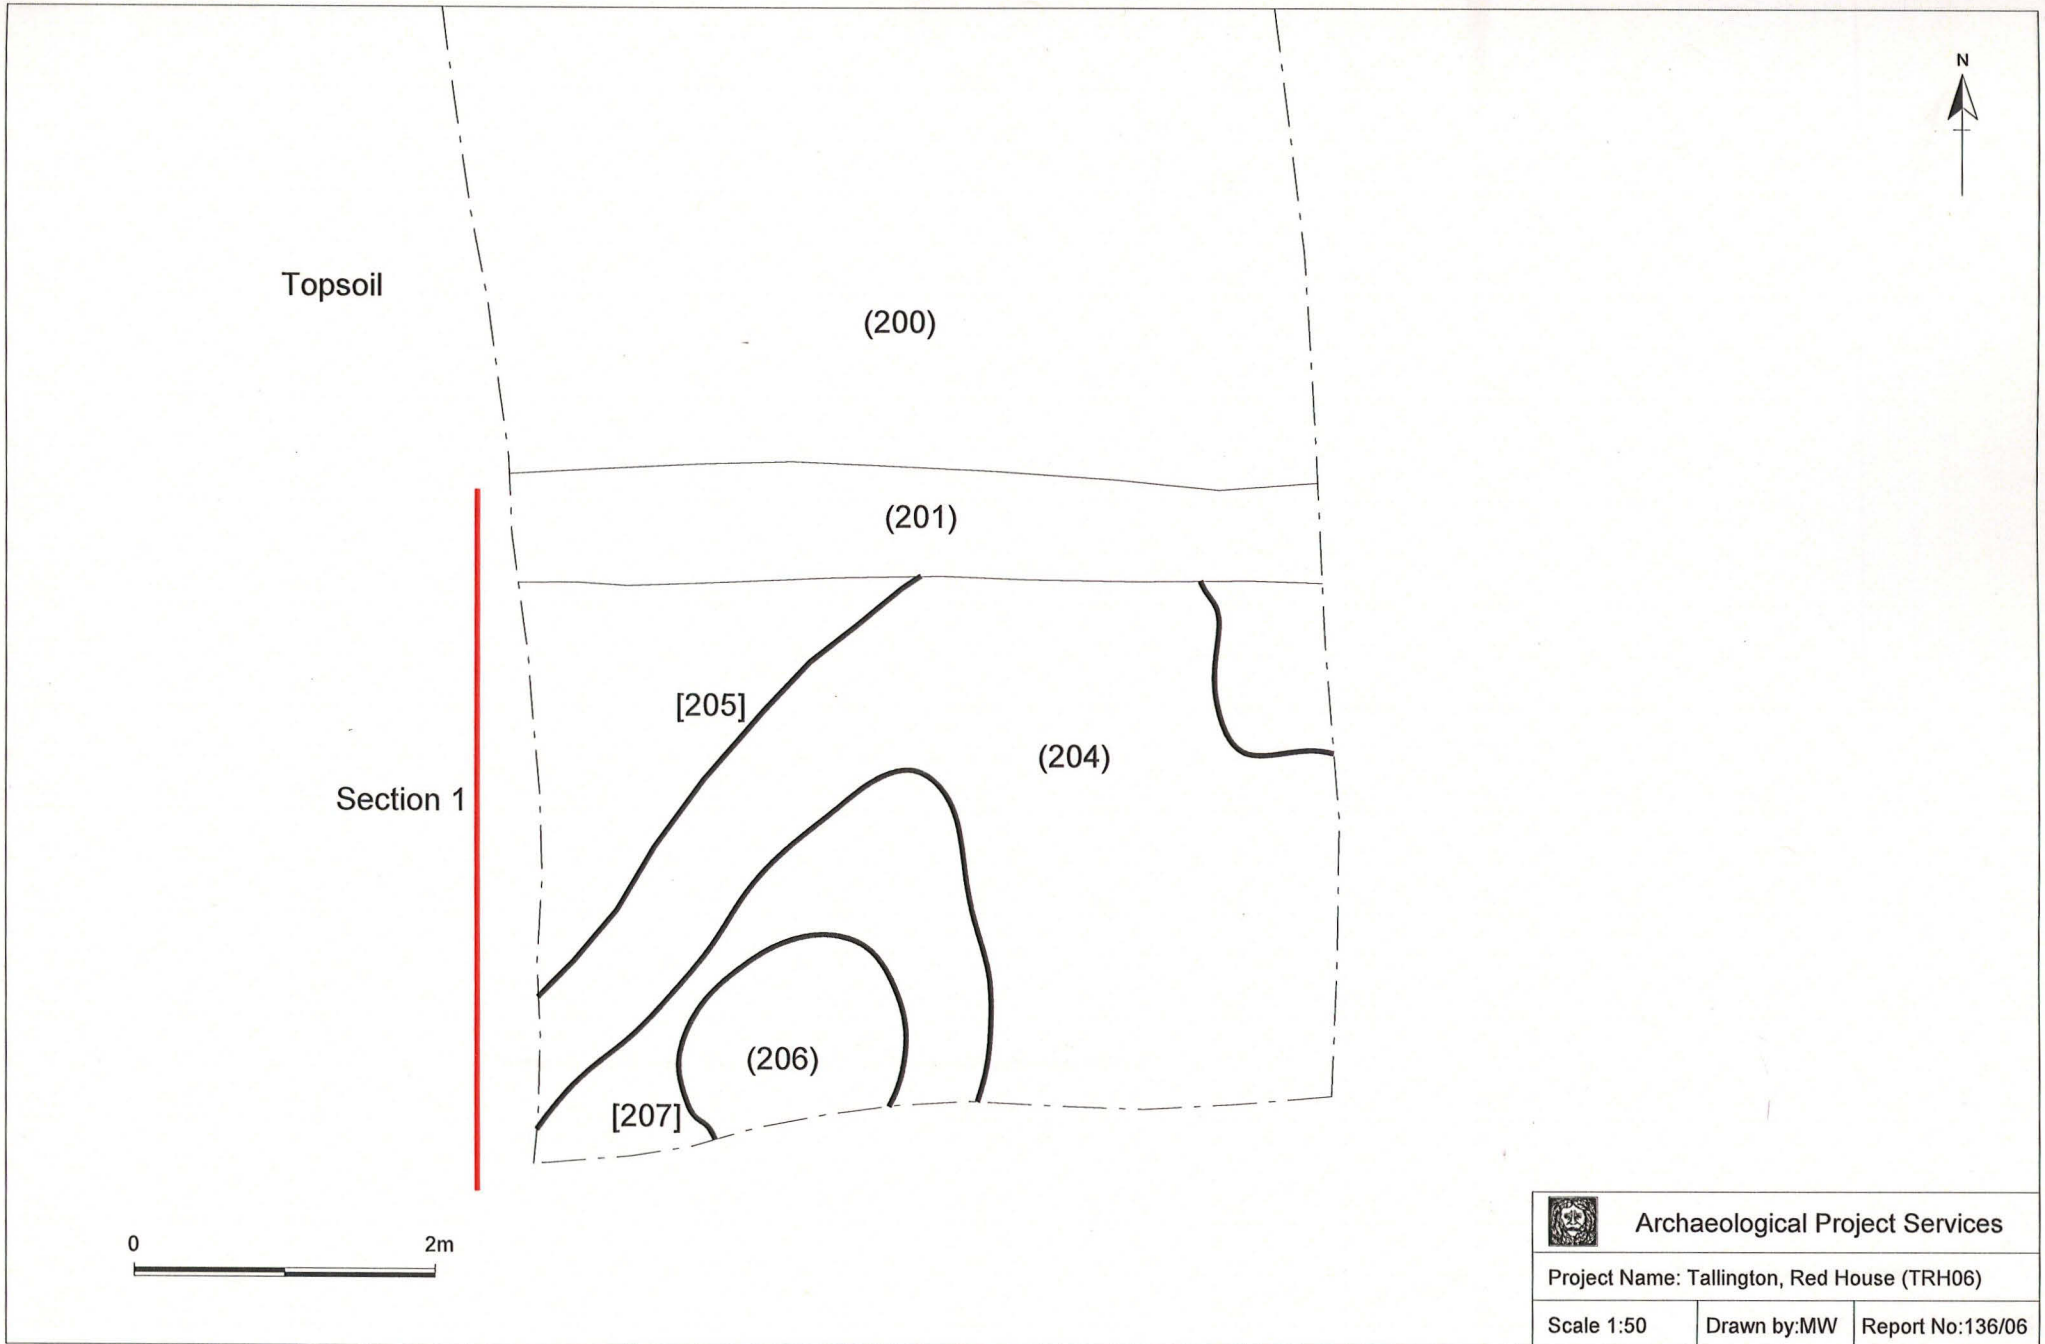 N
Topsoil
(200)
(201)
[205]
(204)
Section 1
(206)
[207]
0 2m
Archaeological Project Services
Project Name: Tallington, Red House (TRH06)
Scale 1:50 Drawn by:MW Report No:136/06